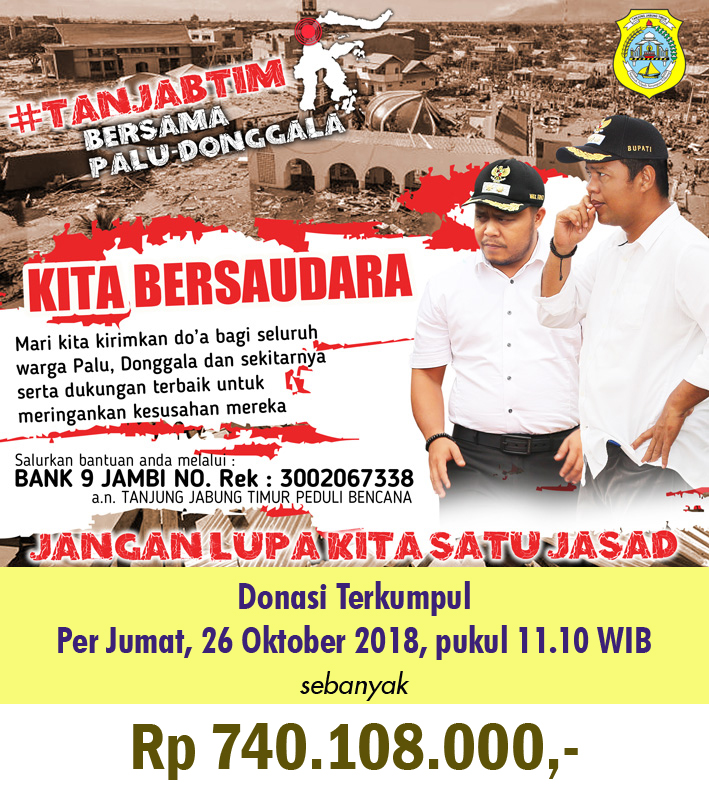 #TANJABTIM
BERSAMA
PALU-DONGGALA
BUPATI
KITA BERSAUDARA
Mari kita kirimkan do'a bagi seluruh
warga Palu, Donggala dan sekitarnya
serta dukungan terbaik untuk
meringankan kesusahan mereka
Salurkan bantuan anda melalui :
BANK 9 JAMBI NO. Rek : 3002067338
a.n. TANJUNG JABUNG TIMUR PEDULI BENCANA
JANGAN LUPA KITA SATU JASAD
Donasi Terkumpul
Per Jumat, 26 Oktober 2018, pukul 11.10 WIB
sebanyak
Rp 740.108.000,-